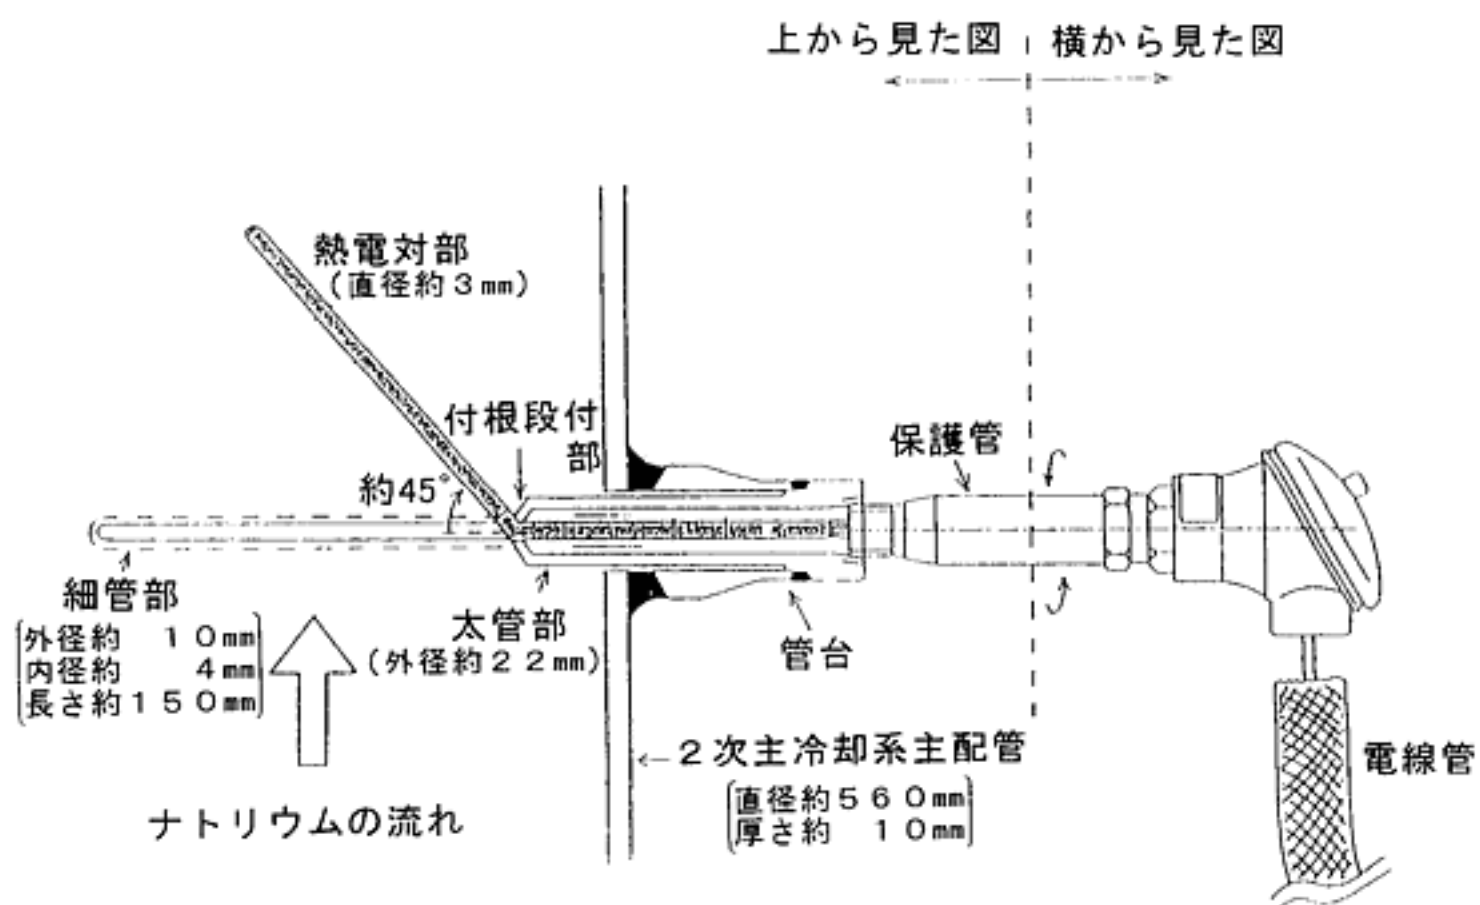 上から見た図
横から見た図
熱電対部
(直径約3mm)
付根段付
部
約45°
保護管
細管部
外径約 10mm
内径約 4mm
長さ約150mm
太管部
(外径約22mm)
管台
ナトリウムの流れ
2次主冷却系主配管
直径約560mm
厚さ約 10mm
電線管